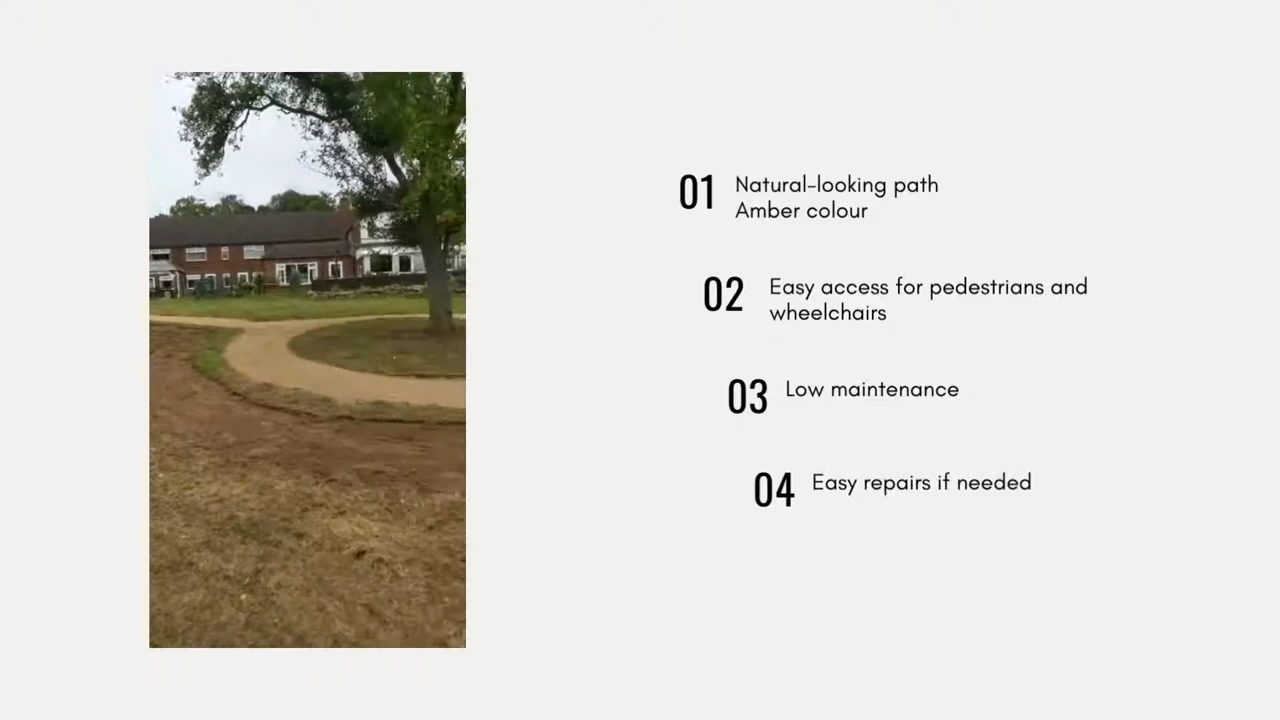 01 Natural-looking path
Amber colour
02 Easy access for pedestrians and
wheelchairs
03 Low maintenance
04 Easy repairs if needed